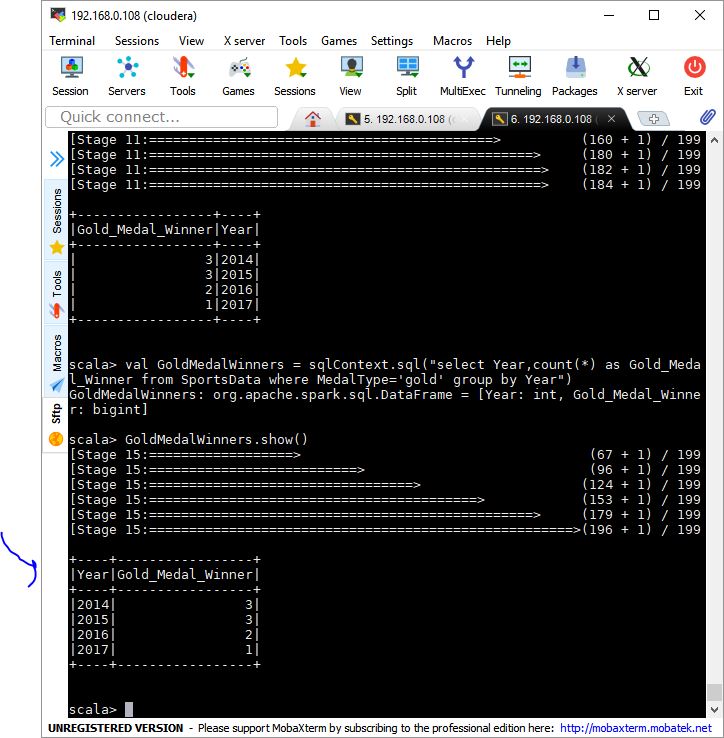 192.168.0.108 (cloudera)
Terminal Sessions View X server Tools Games Settings Macros Help
Session Servers Tools Games Sessions View Split MultiExec Tunneling Packages X server Exit
Quick connect...
5. 192.168.0.108 (c
6. 192.168.0.108 (
Sessions
Tools
Macros
Sftp
[Stage 11:==========================================> (160 + 1) / 199
[Stage 11:===============================================> (180 + 1) / 199
[Stage 11:================================================> (182 + 1) / 199
[Stage 11:================================================> (184 + 1) / 199
+-----------------+----+
|Gold_Medal_Winner|Year|
+-----------------+----+
|                3|2014|
|                3|2015|
|                2|2016|
|                1|2017|
+-----------------+----+
scala> val GoldMedalWinners = sqlContext.sql("select Year,count(*) as Gold_Meda
l_Winner from SportsData where MedalType='gold' group by Year")
GoldMedalWinners: org.apache.spark.sql.DataFrame = [Year: int, Gold_Medal_Winne
r: bigint]
scala> GoldMedalWinners.show()
[Stage 15:==================> (67 + 1) / 199
[Stage 15:==========================> (96 + 1) / 199
[Stage 15:================================> (124 + 1) / 199
[Stage 15:========================================> (153 + 1) / 199
[Stage 15:===============================================> (179 + 1) / 199
[Stage 15:====================================================>(196 + 1) / 199
+----+-----------------+
|Year|Gold_Medal_Winner|
+----+-----------------+
|2014|                3|
|2015|                3|
|2016|                2|
|2017|                1|
+----+-----------------+
scala>
UNREGISTERED VERSION - Please support MobaXterm by subscribing to the professional edition here: http://mobaxterm.mobatek.net